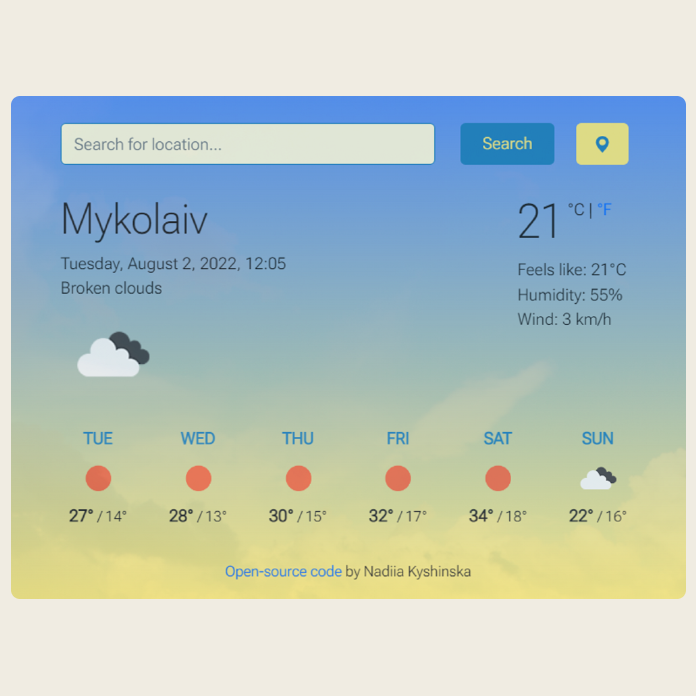 Search for location...
Search
Mykolaiv
21 °C | °F
Tuesday, August 2, 2022, 12:05
Broken clouds
Feels like: 21°C
Humidity: 55%
Wind: 3 km/h
TUE WED THU FRI SAT SUN
27° / 14° 28° / 13° 30° / 15° 32° / 17° 34° / 18° 22° / 16°
Open-source code by Nadiia Kyshinska